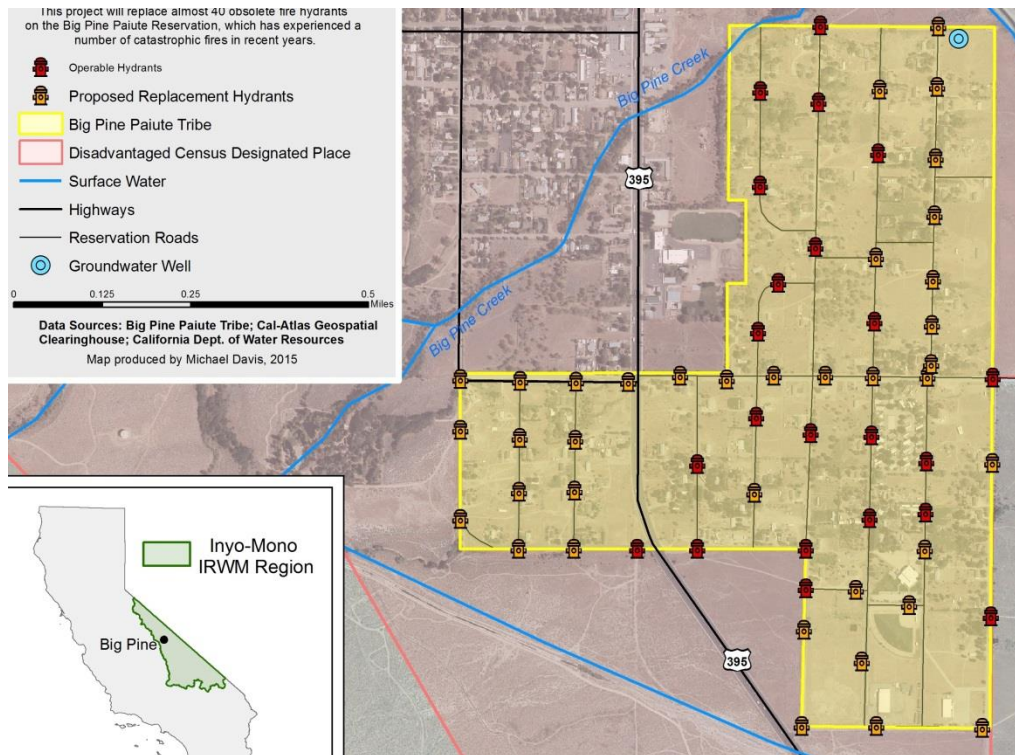 This project will replace almost 40 obsolete fire hydrants
on the Big Pine Paiute Reservation, which has experienced a
number of catastrophic fires in recent years.
Operable Hydrants
Proposed Replacement Hydrants
Big Pine Paiute Tribe
Disadvantaged Census Designated Place
Surface Water
Highways
Reservation Roads
Groundwater Well
0 0.125 0.25 0.5
Miles
Data Sources: Big Pine Paiute Tribe; Cal-Atlas Geospatial
Clearinghouse; California Dept. of Water Resources
Map produced by Michael Davis, 2015
Big Pine Creek
395
Big Pine Creek
Inyo-Mono
IRWM Region
Big Pine
395